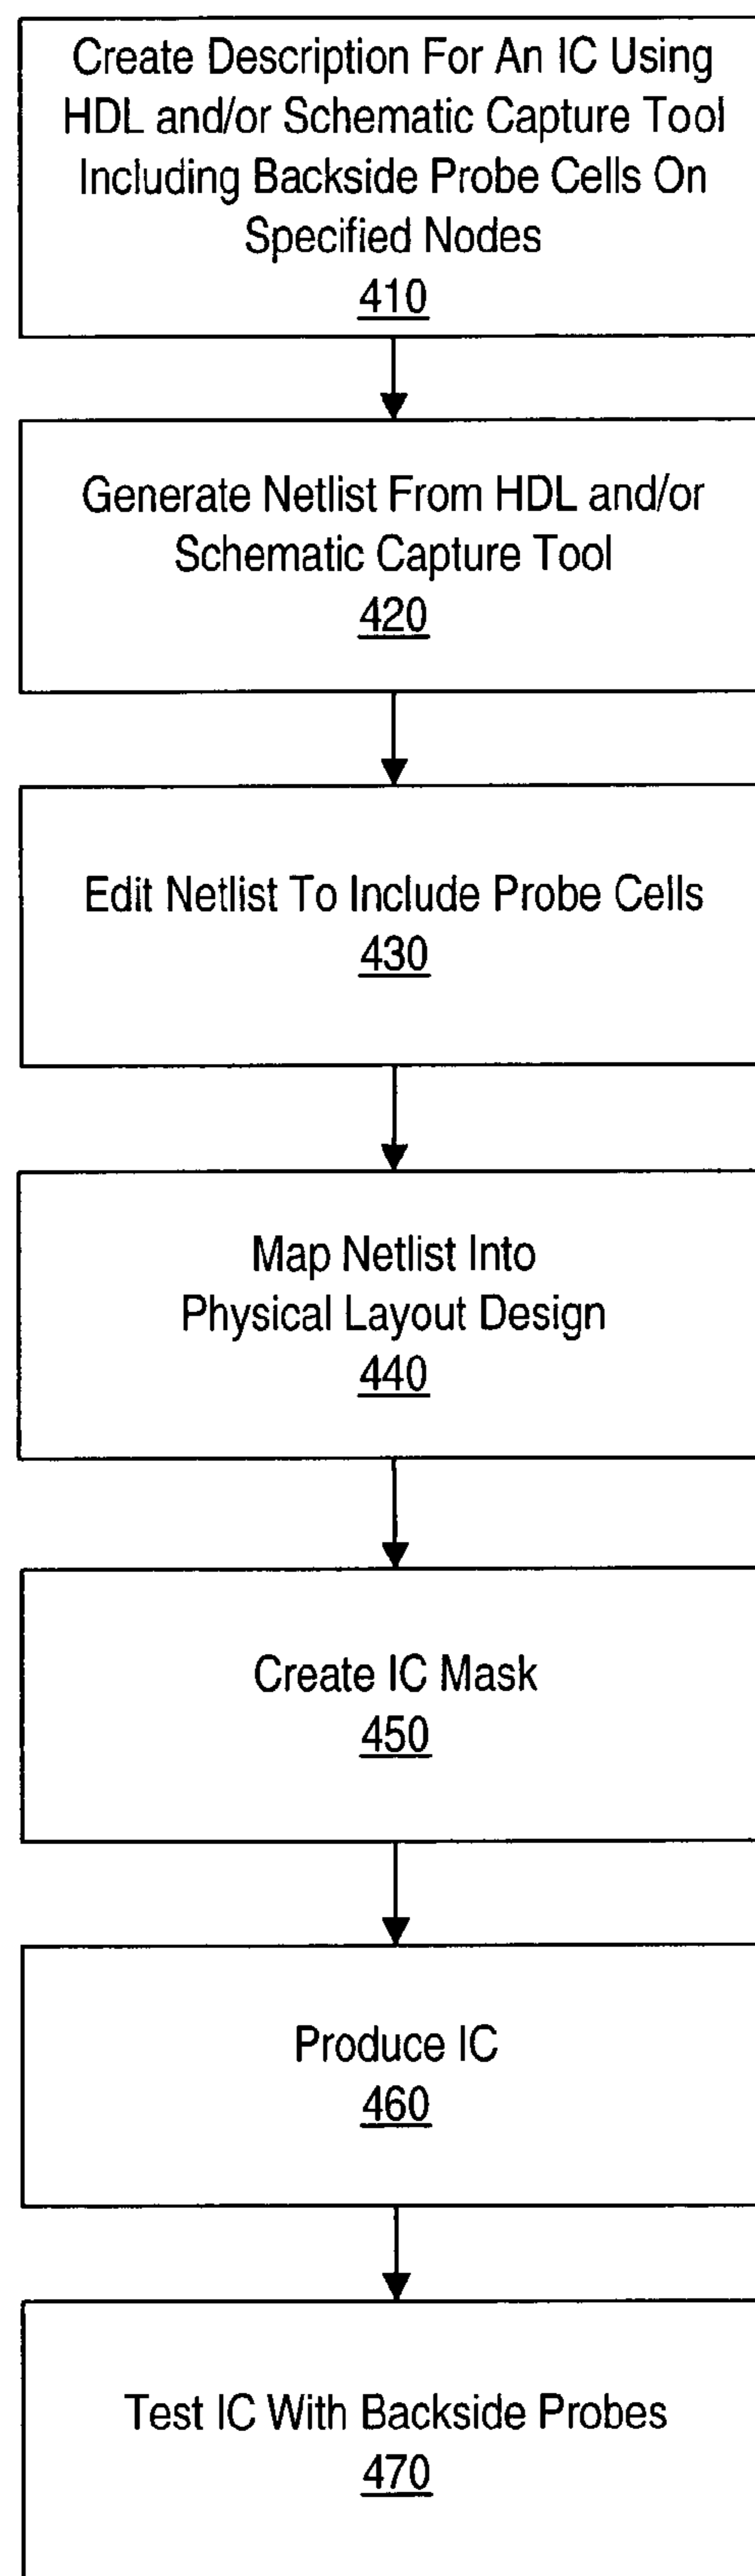 Create Description For An IC Using
HDL and/or Schematic Capture Tool
Including Backside Probe Cells On
Specified Nodes
410
Generate Netlist From HDL and/or
Schematic Capture Tool
420
Edit Netlist To Include Probe Cells
430
Map Netlist Into
Physical Layout Design
440
Create IC Mask
450
Produce IC
460
Test IC With Backside Probes
470